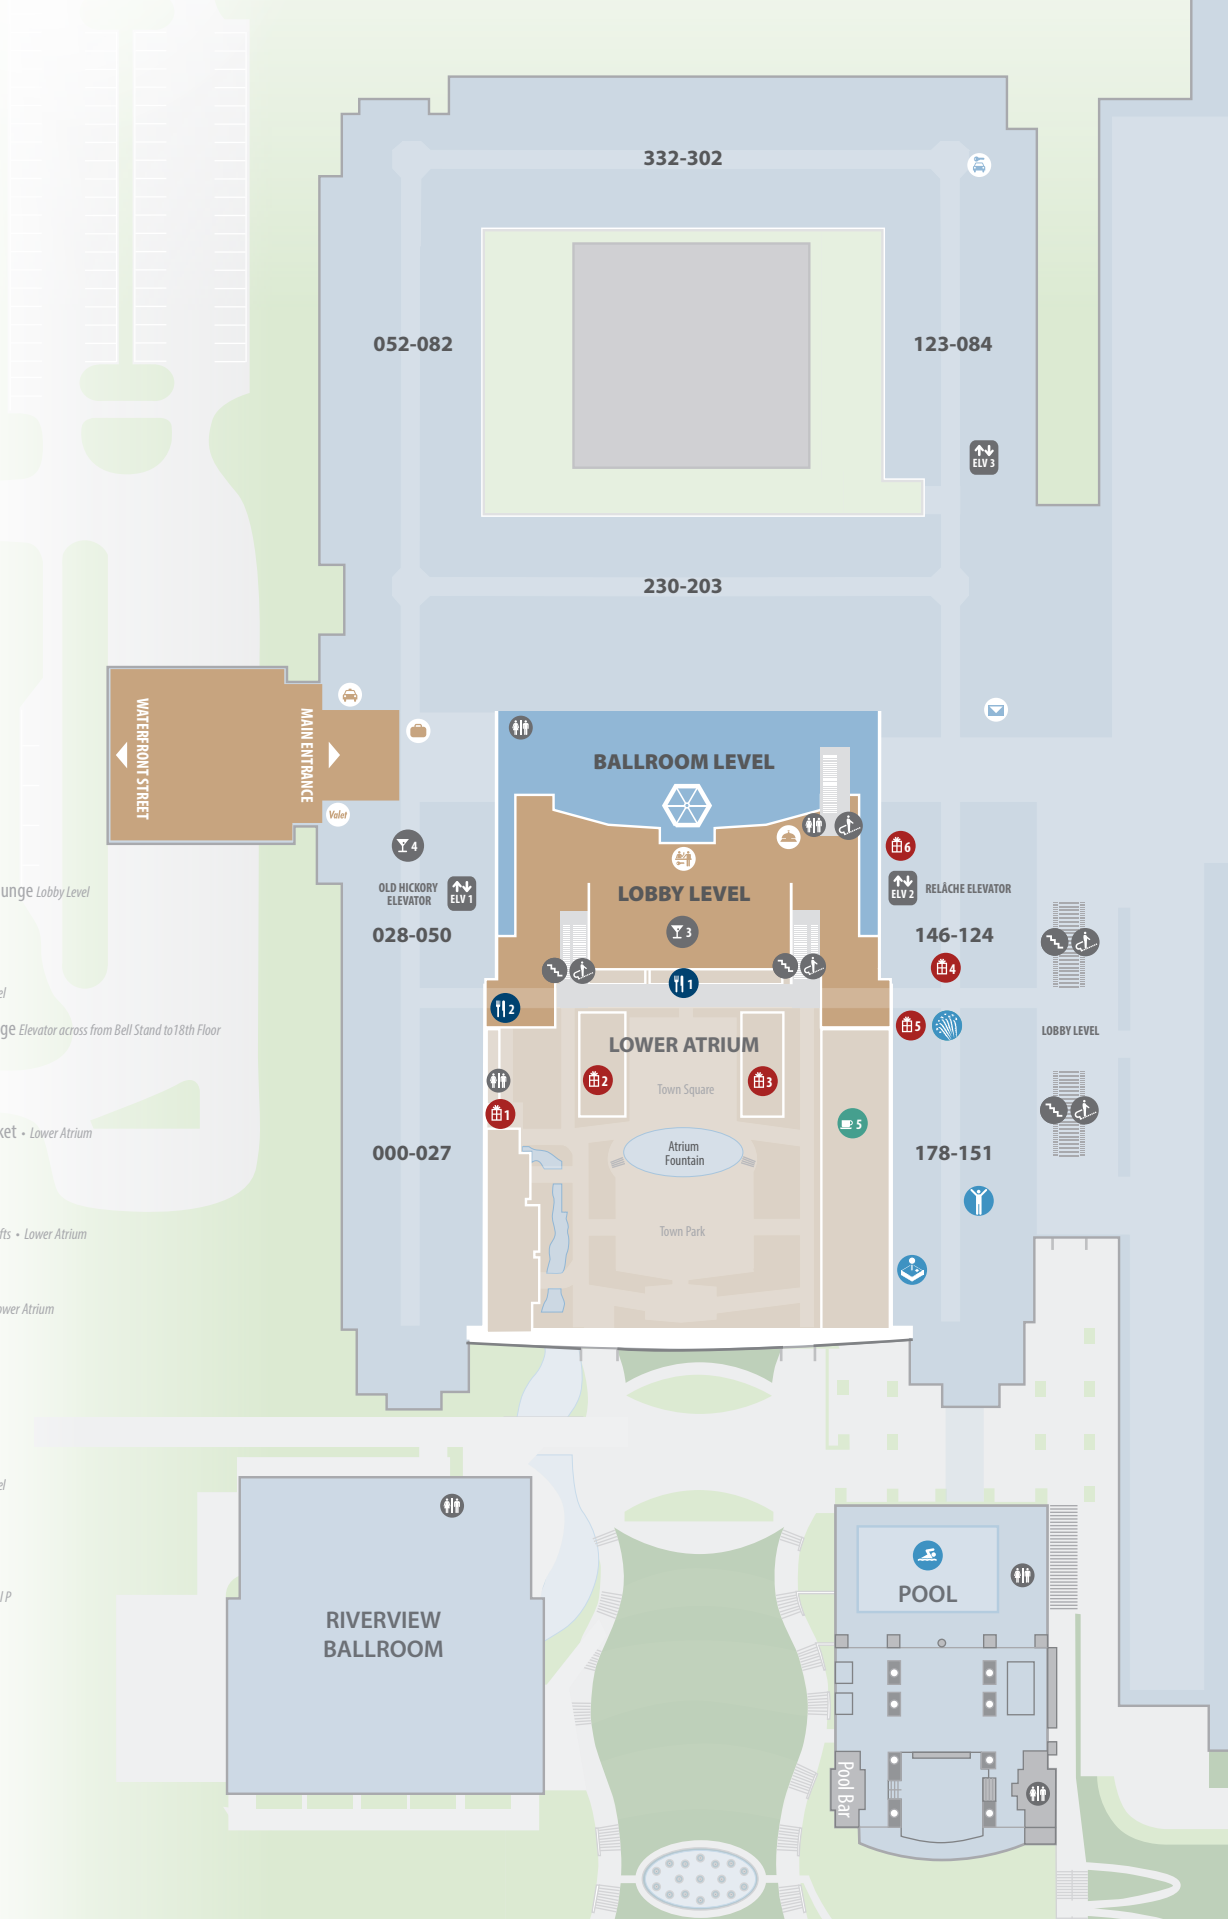 332-302
052-082
123-084
ELV 3
230-203
WATERFRONT STREET
MAIN ENTRANCE
Valet
BALLROOM LEVEL
4
6
unge Lobby Level
OLD HICKORY
ELEVATOR
ELV 1
LOBBY LEVEL
ELV 2
RELÂCHE ELEVATOR
028-050
3
146-124
4
1
el
2
ge Elevator across from Bell Stand to18th Floor
5
LOBBY LEVEL
LOWER ATRIUM
2
Town Square
3
1
5
ket • Lower Atrium
000-027
Atrium
Fountain
178-151
fts • Lower Atrium
Town Park
ower Atrium
el
l P
POOL
RIVERVIEW
BALLROOM
Pool Bar